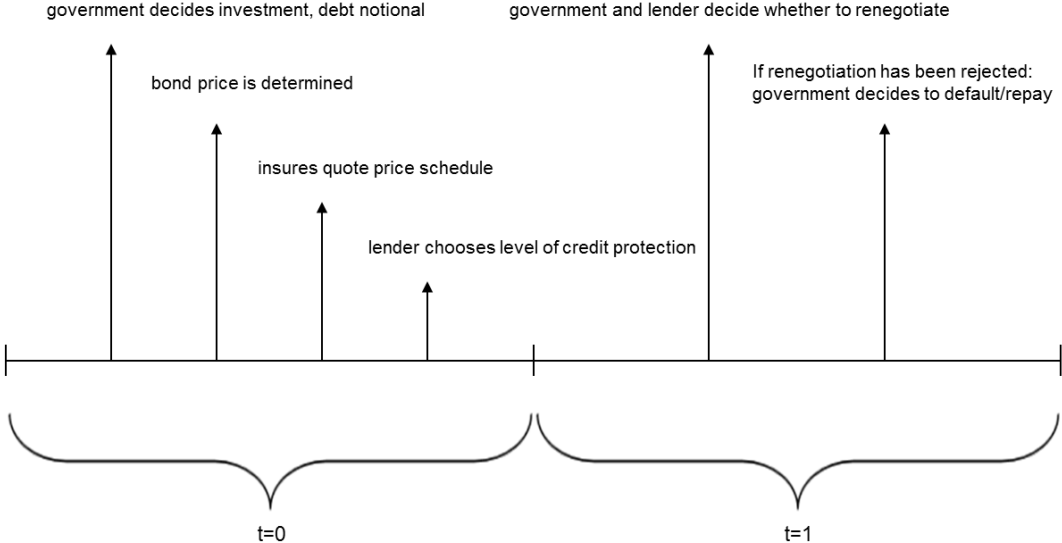 government decides investment, debt notional
government and lender decide whether to renegotiate
bond price is determined
If renegotiation has been rejected:
government decides to default/repay
insures quote price schedule
lender chooses level of credit protection
t=0
t=1